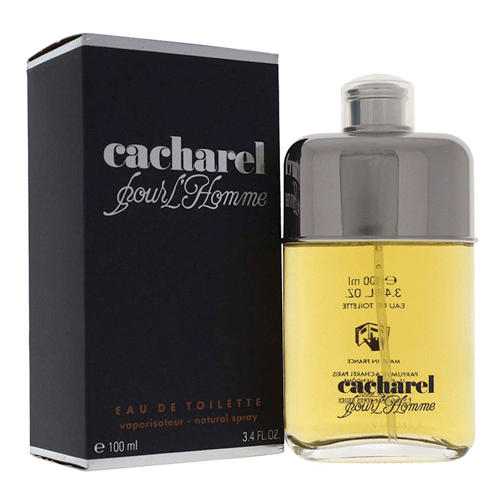 cacharel
pour L'Homme
EAU DE TOILETTE
vaporisateur - natural spray
e 100 ml 3.4 FL.OZ.
e 100 ml
3.4 FL. OZ.
EAU DE TOILETTE
MADE IN FRANCE
PARFUMS CACHAREL PARIS
cacharel
pour L'Homme